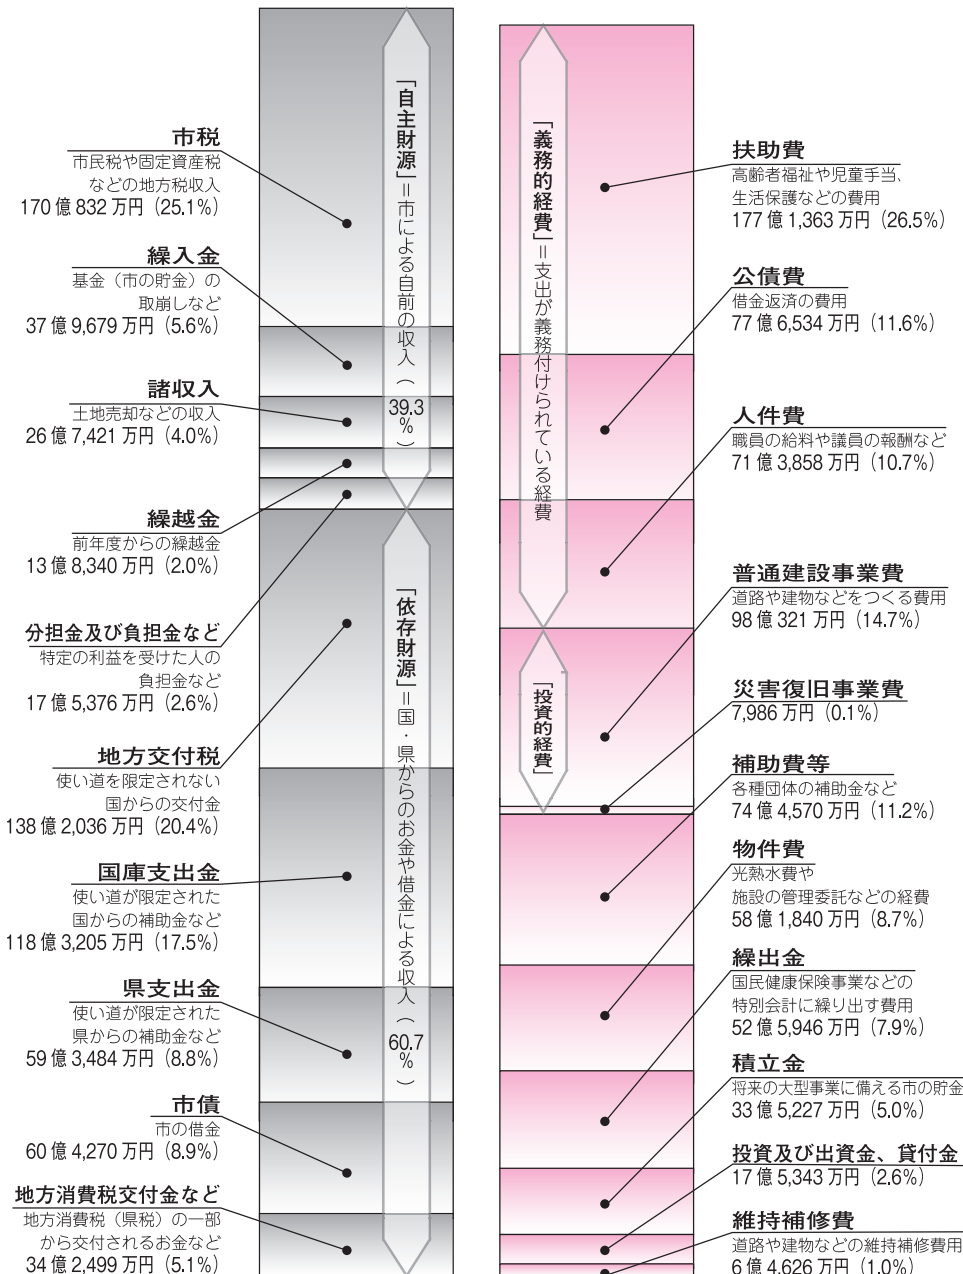 市税
市民税や固定資産税
などの地方税収入
170億832万円（25.1%）
繰入金
基金（市の貯金）の
取崩しなど
37億9,679万円（5.6%）
諸収入
土地売却などの収入
26億7,421万円（4.0%）
繰越金
前年度からの繰越金
13億8,340万円（2.0%）
分担金及び負担金など
特定の利益を受けた人の
負担金など
17億5,376万円（2.6%）
地方交付税
使い道を限定されない
国からの交付金
138億2,036万円（20.4%）
国庫支出金
使い道が限定された
国からの補助金など
118億3,205万円（17.5%）
県支出金
使い道が限定された
県からの補助金など
59億3,484万円（8.8%）
市債
市の借金
60億4,270万円（8.9%）
地方消費税交付金など
地方消費税（県税）の一部
から交付されるお金など
34億2,499万円（5.1%）
「自主財源」＝市による自前の収入（39.3%）
「依存財源」＝国・県からのお金や借金による収入（60.7%）
「義務的経費」＝支出が義務付けられている経費
「投資的経費」
扶助費
高齢者福祉や児童手当、
生活保護などの費用
177億1,363万円（26.5%）
公債費
借金返済の費用
77億6,534万円（11.6%）
人件費
職員の給料や議員の報酬など
71億3,858万円（10.7%）
普通建設事業費
道路や建物などをつくる費用
98億321万円（14.7%）
災害復旧事業費
7,986万円（0.1%）
補助費等
各種団体の補助金など
74億4,570万円（11.2%）
物件費
光熱水費や
施設の管理委託などの経費
58億1,840万円（8.7%）
繰出金
国民健康保険事業などの
特別会計に繰り出す費用
52億5,946万円（7.9%）
積立金
将来の大型事業に備える市の貯金
33億5,227万円（5.0%）
投資及び出資金、貸付金
17億5,343万円（2.6%）
維持補修費
道路や建物などの維持補修費用
6億4,626万円（1.0%）